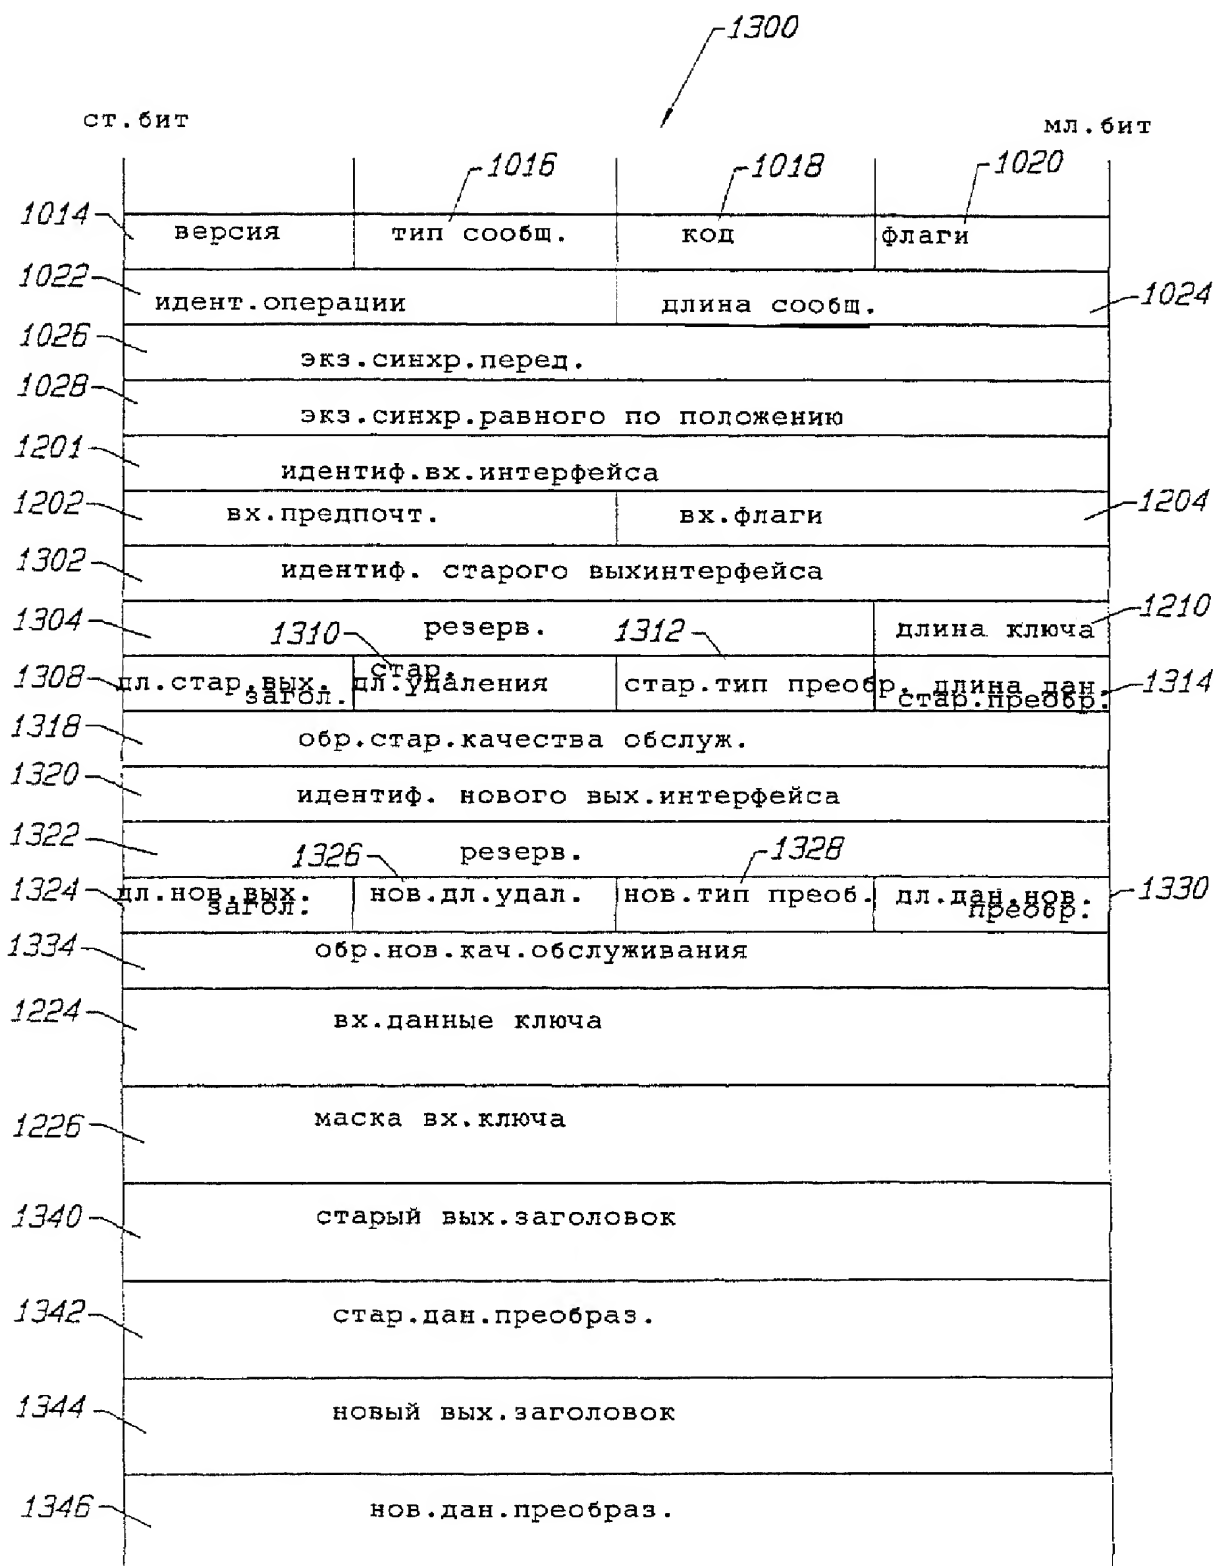 1300
ст.бит
мл.бит
1016
1018
1020
1014
версия
тип сообщ.
код
флаги
1022
идент.операции
длина сообщ.
1024
1026
экз.синхр.перед.
1028
экз.синхр.равного по положению
1201
идентиф.вх.интерфейса
1202
вх.предпочт.
вх.флаги
1204
1302
идентиф. старого выхинтерфейса
1304
резерв.
длина ключа
1210
1310
1312
1308
дл.стар.вых.
загол.
стар.
дл.удаления
стар.тип преобр.
длина дан.
стар.преобр.
1314
1318
обр.стар.качества обслуж.
1320
идентиф. нового вых.интерфейса
1322
резерв.
1326
1328
1324
дл.нов.вых.
загол.
нов.дл.удал.
нов.тип преоб.
дл.дан.нов.
преобр.
1330
1334
обр.нов.кач.обслуживания
1224
вх.данные ключа
1226
маска вх.ключа
1340
старый вых.заголовок
1342
стар.дан.преобраз.
1344
новый вых.заголовок
1346
нов.дан.преобраз.